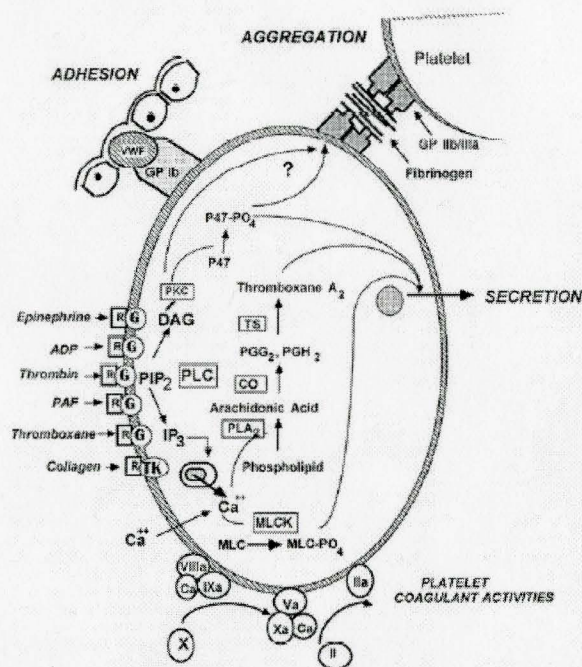 AGGREGATION
Platelet
ADHESION
VWF
GP Ib
GP IIb/IIIa
Fibrinogen
?
P47-PO4
P47
PKC
DAG
Thromboxane A2
SECRETION
TS
PGG2, PGH2
CO
Arachidonic Acid
PLA2
Phospholipid
Epinephrine R G
ADP R G
Thrombin R G PIP2 PLC
PAF R G
Thromboxane R G IP3
Collagen R TK
Ca++
Ca++
MLCK
MLC MLC-PO4
VIIIa
Ca IXa
IIa
Va
Xa Ca
X
II
PLATELET
COAGULANT ACTIVITIES